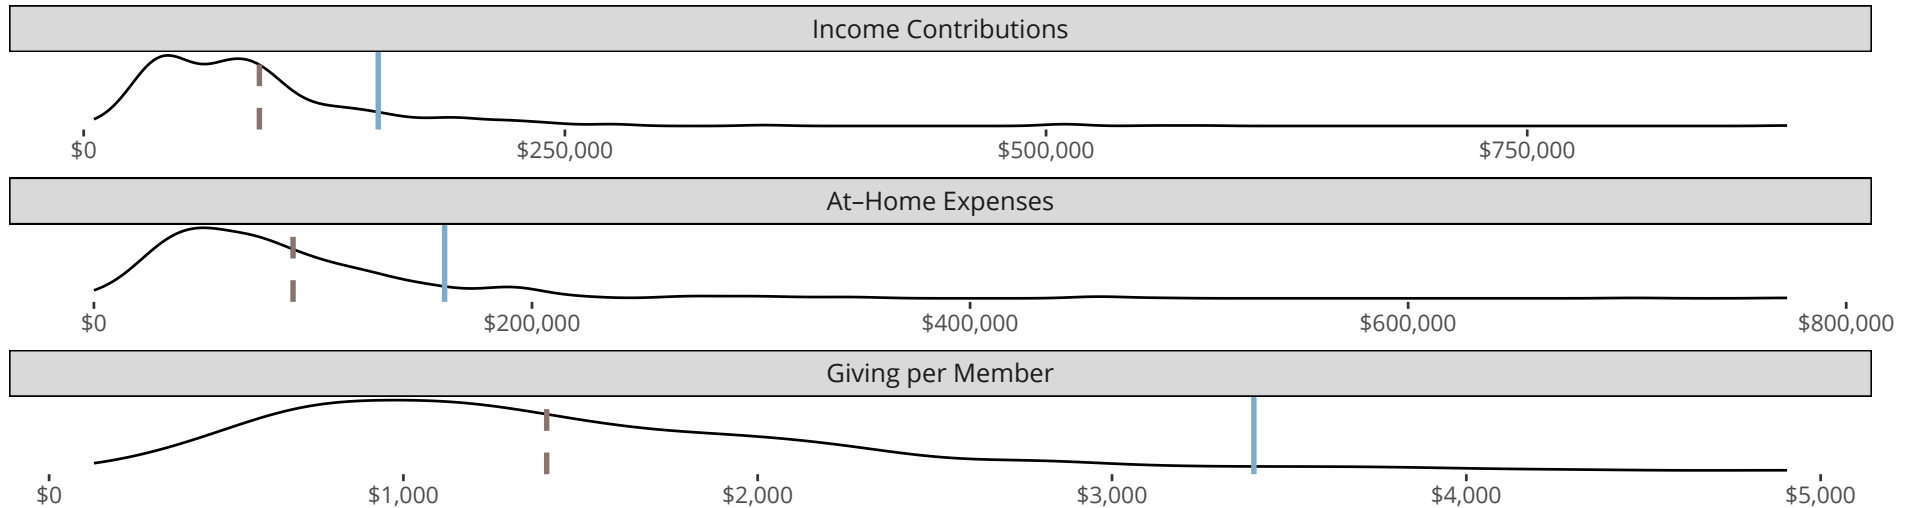 Income Contributions
$0 $250,000 $500,000 $750,000
At–Home Expenses
$0 $200,000 $400,000 $600,000 $800,000
Giving per Member
$0 $1,000 $2,000 $3,000 $4,000 $5,000